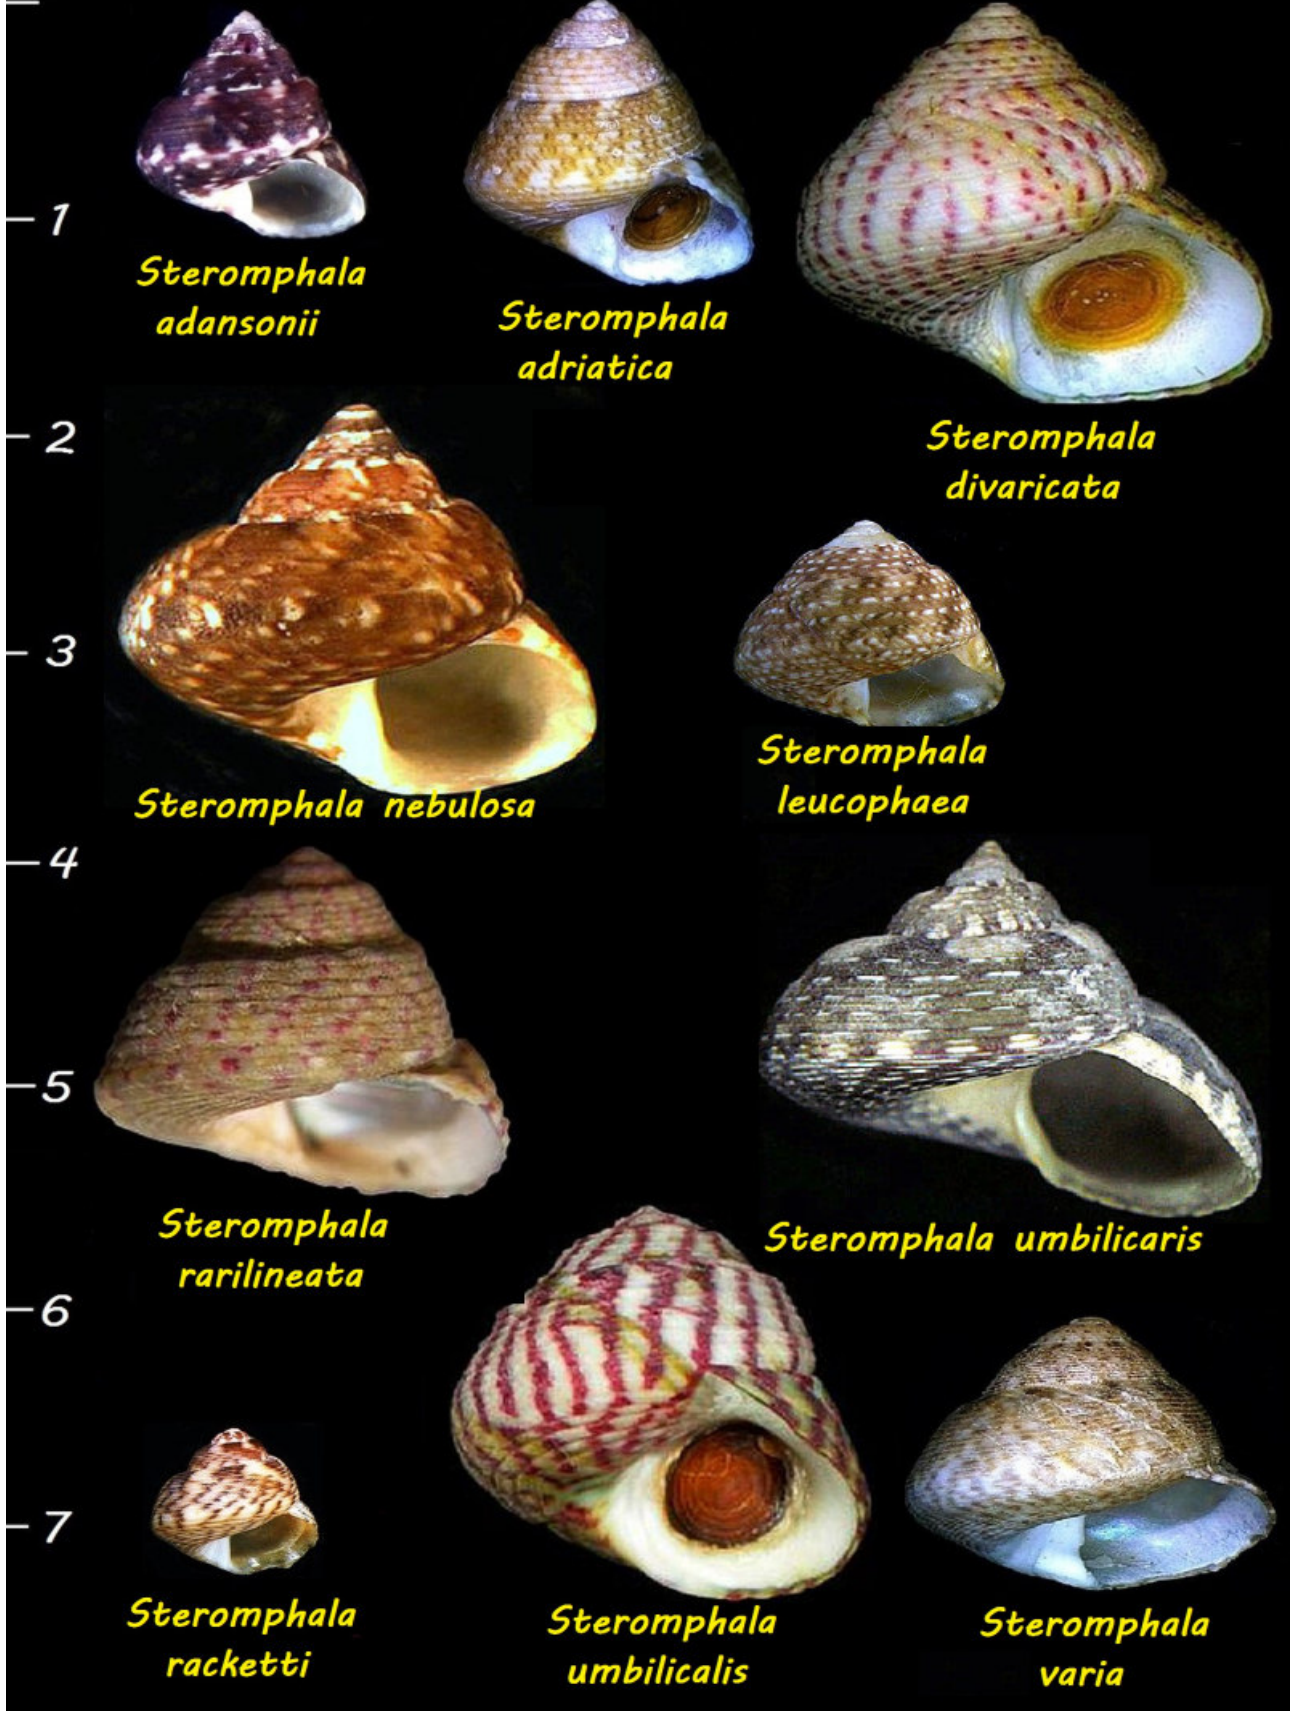 1
Steromphala
adansonii
Steromphala
adriatica
Steromphala
divaricata
2
3
Steromphala
leucophaea
Steromphala nebulosa
4
5
Steromphala
rarilineata
Steromphala umbilicaris
6
7
Steromphala
racketti
Steromphala
umbilicalis
Steromphala
varia